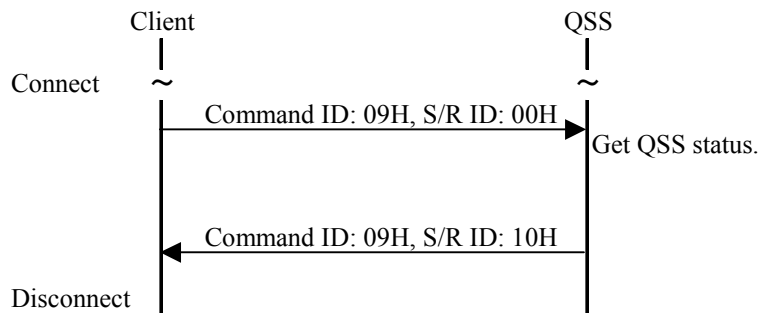 Client QSS
Connect ~ ~
Command ID: 09H, S/R ID: 00H
Get QSS status.
Command ID: 09H, S/R ID: 10H
Disconnect